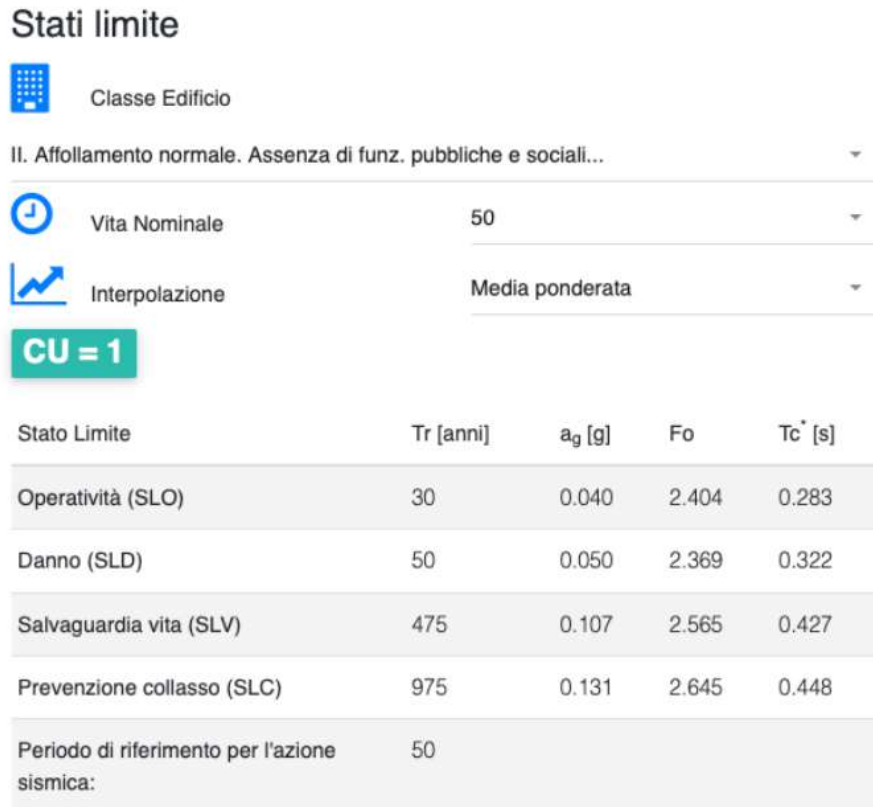 Stati limite
Classe Edificio
II. Affollamento normale. Assenza di funz. pubbliche e sociali...
Vita Nominale 50
Interpolazione Media ponderata
CU = 1
Stato Limite Tr [anni] ag [g] Fo Tc* [s]
Operatività (SLO) 30 0.040 2.404 0.283
Danno (SLD) 50 0.050 2.369 0.322
Salvaguardia vita (SLV) 475 0.107 2.565 0.427
Prevenzione collasso (SLC) 975 0.131 2.645 0.448
Periodo di riferimento per l'azione 50
sismica: